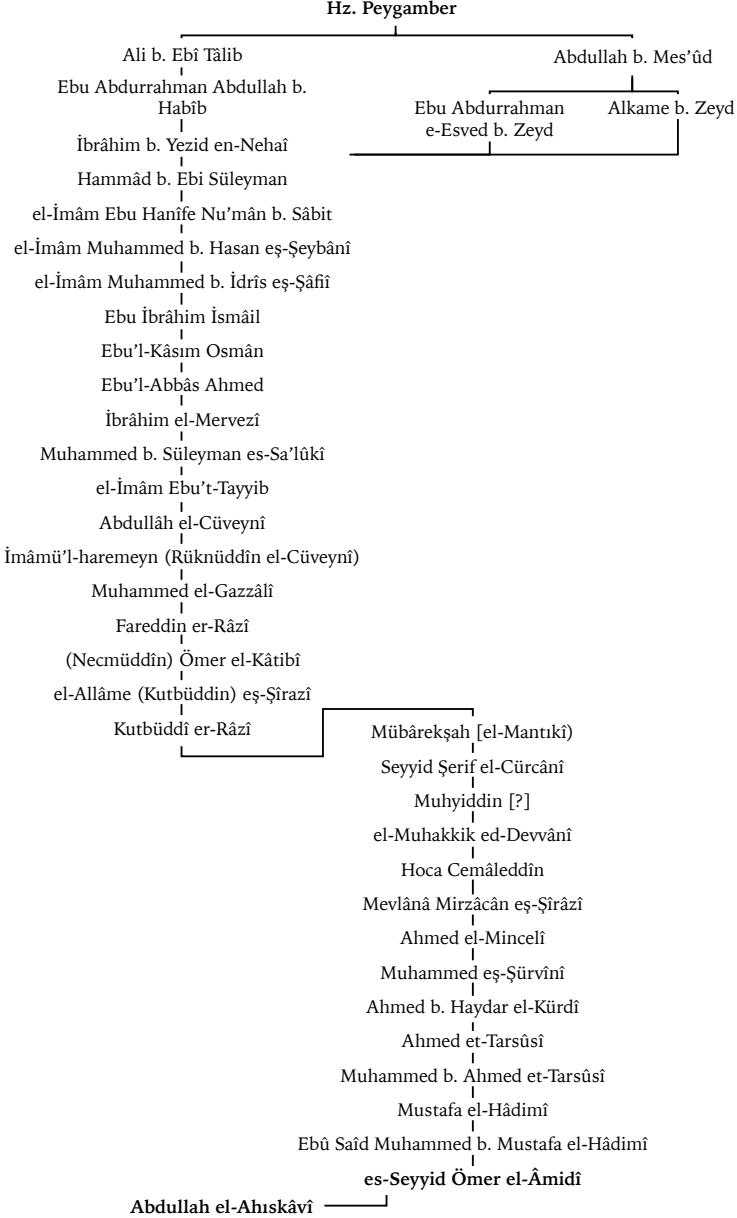 Hz. Peygamber
Ali b. Ebî Tâlib
Abdullah b. Mes’ûd
Ebu Abdurrahman Abdullah b.
Habîb
Ebu Abdurrahman
e-Esved b. Zeyd
Alkame b. Zeyd
İbrâhim b. Yezid en-Nehaî
Hammâd b. Ebi Süleyman
el-İmâm Ebu Hanîfe Nu’mân b. Sâbit
el-İmâm Muhammed b. Hasan eş-Şeybânî
el-İmâm Muhammed b. İdrîs eş-Şâfiî
Ebu İbrâhim İsmâil
Ebu’l-Kâsım Osmân
Ebu’l-Abbâs Ahmed
İbrâhim el-Mervezî
Muhammed b. Süleyman es-Sa’lûkî
el-İmâm Ebu’t-Tayyib
Abdullâh el-Cüveynî
İmâmü’l-haremeyn (Rüknüddîn el-Cüveynî)
Muhammed el-Gazzâlî
Fareddin er-Râzî
(Necmüddîn) Ömer el-Kâtibî
el-Allâme (Kutbüddin) eş-Şîrazî
Kutbüddî er-Râzî
Mübârekşah [el-Mantıkî)
Seyyid Şerif el-Cürcânî
Muhyiddin [?]
el-Muhakkik ed-Devvânî
Hoca Cemâleddîn
Mevlânâ Mirzâcân eş-Şîrâzî
Ahmed el-Mincelî
Muhammed eş-Şürvînî
Ahmed b. Haydar el-Kürdî
Ahmed et-Tarsûsî
Muhammed b. Ahmed et-Tarsûsî
Mustafa el-Hâdimî
Ebû Saîd Muhammed b. Mustafa el-Hâdimî
es-Seyyid Ömer el-Âmidî
Abdullah el-Ahıskâvî